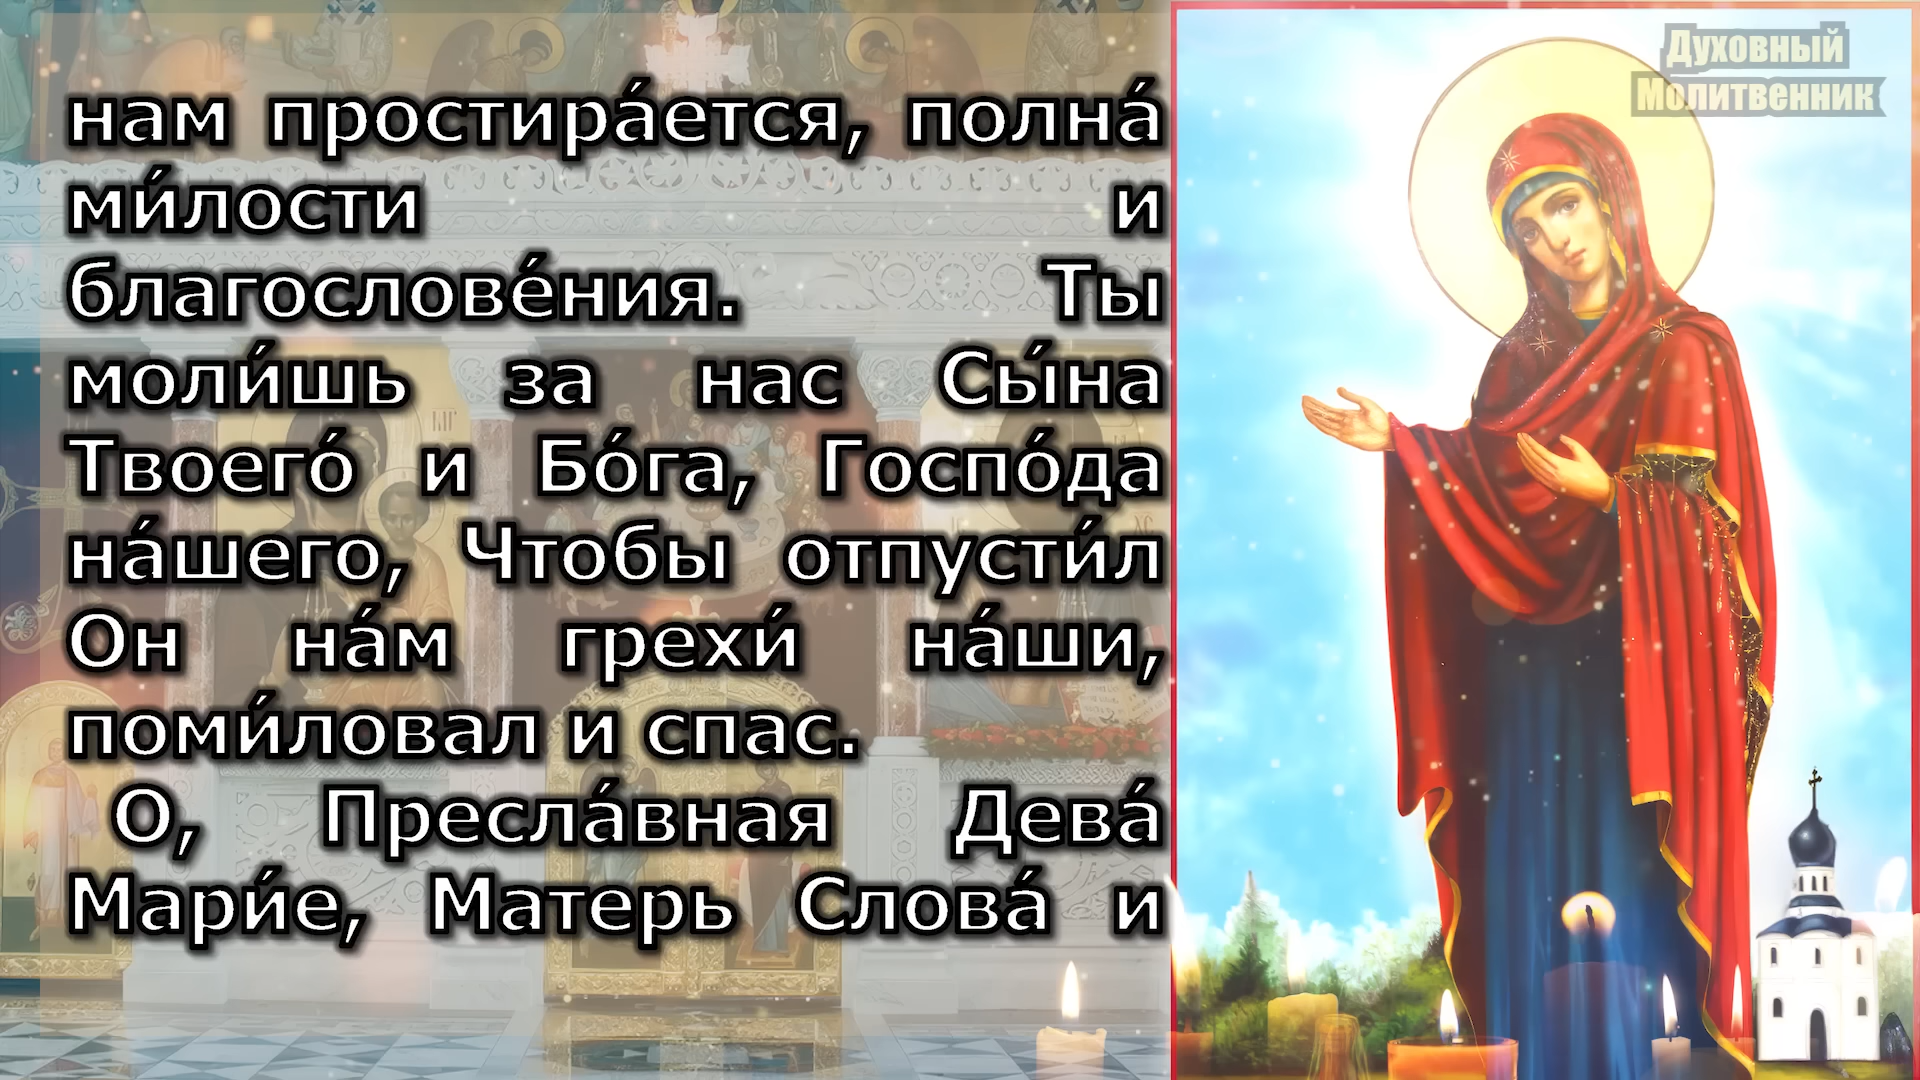 нам простира́ется, полна́
ми́лости и
благослове́ния. Ты
моли́шь за нас Сы́на
Твоего́ и Бо́га, Госпо́да
на́шего, Чтобы отпусти́л
Он на́м грехи́ на́ши,
поми́ловал и спас.
О, Пресла́вная Дева́
Мари́е, Матерь Слова́ и
Духовный
Молитвенник